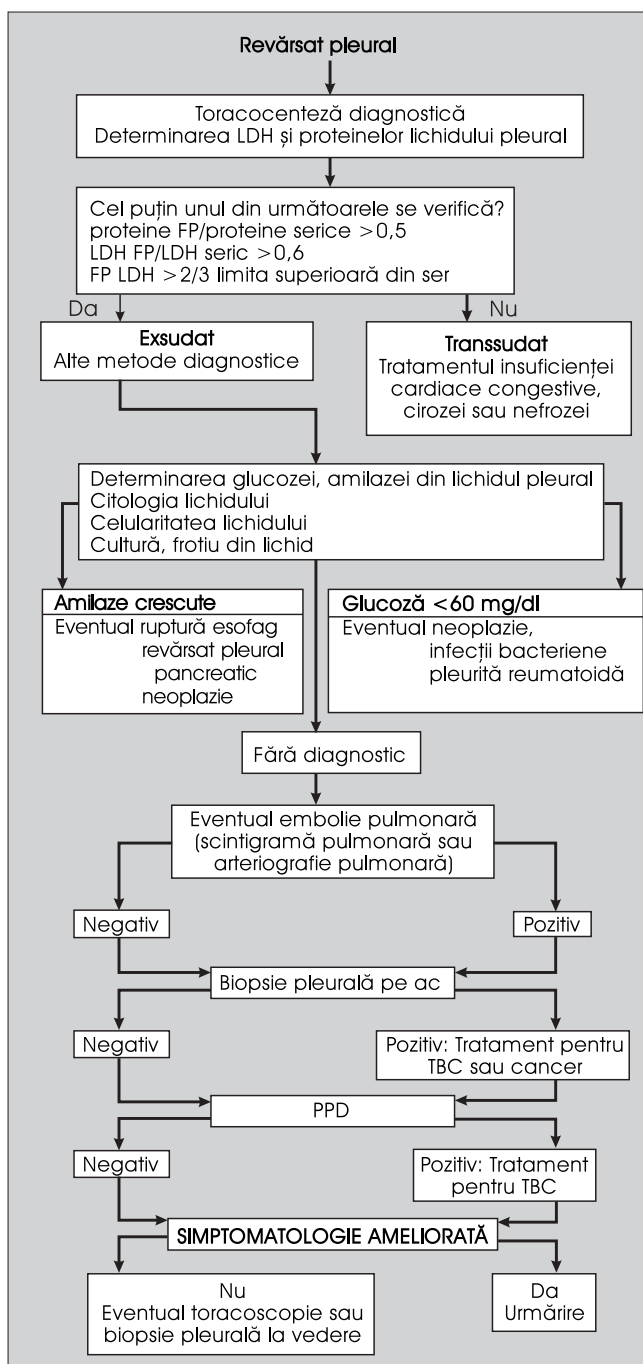 Revărsat pleural
Toracocenteză diagnostică
Determinarea LDH și proteinelor lichidului pleural
Cel puțin unul din următoarele se verifică?
proteine FP/proteine serice >0,5
LDH FP/LDH seric >0,6
FP LDH >2/3 limita superioară din ser
Da
Nu
Exsudat
Alte metode diagnostice
Transsudat
Tratamentul insuficienței
cardiace congestive,
cirozei sau nefrozei
Determinarea glucozei, amilazei din lichidul pleural
Citologia lichidului
Celularitatea lichidului
Cultură, frotiu din lichid
Amilaze crescute
Eventual ruptură esofag
revărsat pleural
pancreatic
neoplazie
Glucoză <60 mg/dl
Eventual neoplazie,
infecții bacteriene
pleurită reumatoidă
Fără diagnostic
Eventual embolie pulmonară
(scintigramă pulmonară sau
arteriografie pulmonară)
Negativ
Pozitiv
Biopsie pleurală pe ac
Negativ
Pozitiv: Tratament pentru
TBC sau cancer
PPD
Negativ
Pozitiv: Tratament
pentru TBC
SIMPTOMATOLOGIE AMELIORATĂ
Nu
Eventual toracoscopie sau
biopsie pleurală la vedere
Da
Urmărire